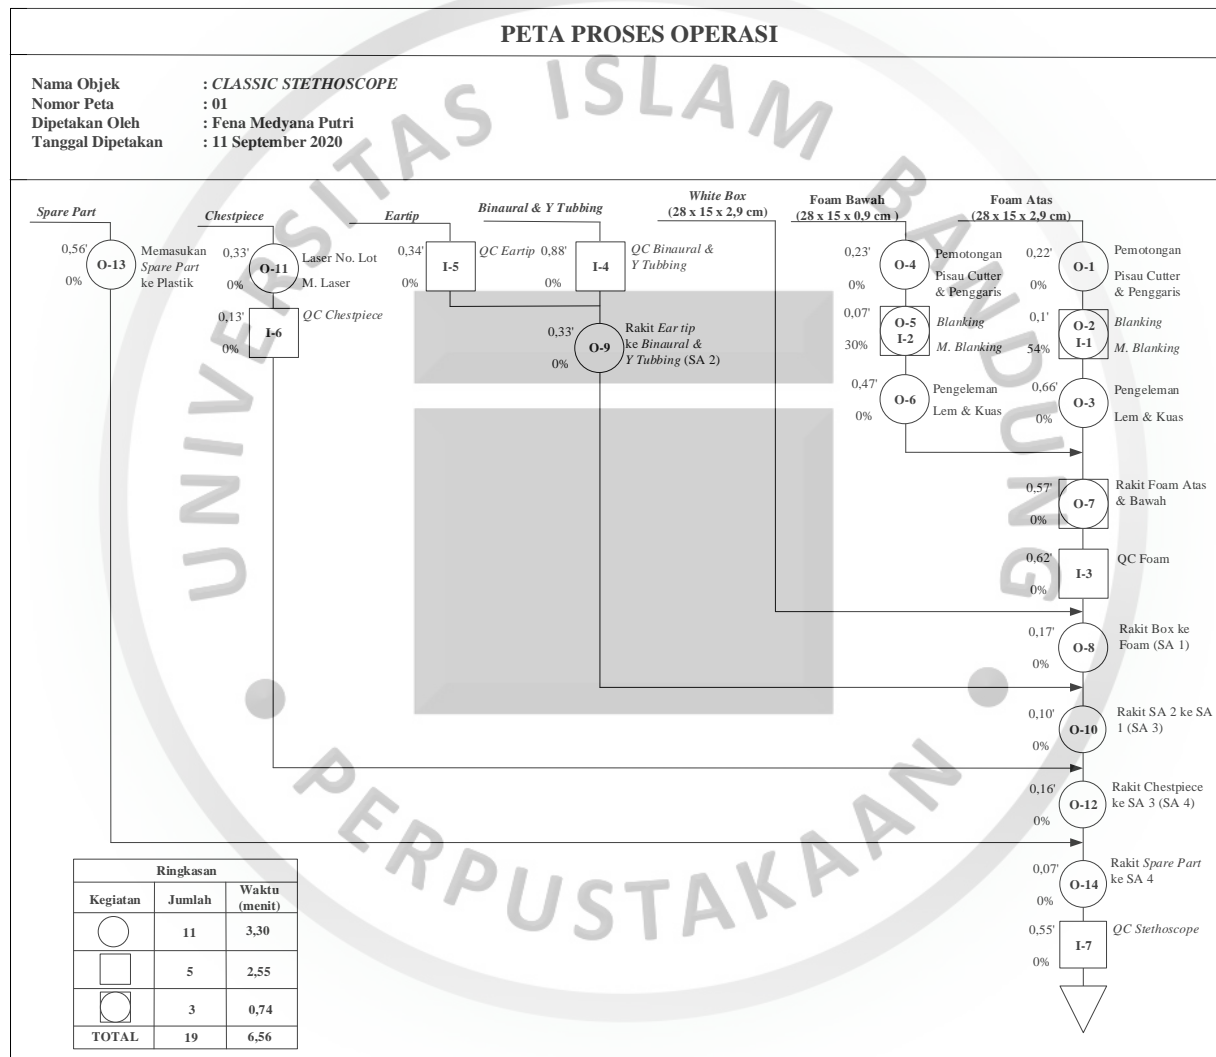 PETA PROSES OPERASI
Nama Objek : CLASSIC STETHOSCOPE
Nomor Peta : 01
Dipetakan Oleh : Fena Medyana Putri
Tanggal Dipetakan : 11 September 2020
UNIVERSITAS ISLAM BANDUNG
PERPUSTAKAAN
Spare Part
0,56'
0%
O-13
Memasukan
Spare Part
ke Plastik
Chestpiece
0,33'
0%
O-11
Laser No. Lot
M. Laser
0,13'
0%
I-6
QC Chestpiece
Eartip
0,34'
0%
I-5
QC Eartip
Binaural & Y Tubbing
0,88'
0%
I-4
QC Binaural &
Y Tubbing
0,33'
0%
O-9
Rakit Ear tip
ke Binaural &
Y Tubbing (SA 2)
White Box
(28 x 15 x 2,9 cm)
Foam Bawah
(28 x 15 x 0,9 cm)
0,23'
0%
O-4
Pemotongan
Pisau Cutter
& Penggaris
0,07'
30%
O-5
I-2
Blanking
M. Blanking
0,47'
0%
O-6
Pengeleman
Lem & Kuas
Foam Atas
(28 x 15 x 2,9 cm)
0,22'
0%
O-1
Pemotongan
Pisau Cutter
& Penggaris
0,1'
54%
O-2
I-1
Blanking
M. Blanking
0,66'
0%
O-3
Pengeleman
Lem & Kuas
0,57'
0%
O-7
Rakit Foam Atas
& Bawah
0,62'
0%
I-3
QC Foam
0,17'
0%
O-8
Rakit Box ke
Foam (SA 1)
0,10'
0%
O-10
Rakit SA 2 ke SA
1 (SA 3)
0,16'
0%
O-12
Rakit Chestpiece
ke SA 3 (SA 4)
0,07'
0%
O-14
Rakit Spare Part
ke SA 4
0,55'
0%
I-7
QC Stethoscope
Ringkasan
Kegiatan Jumlah Waktu
(menit)
11 3,30
5 2,55
3 0,74
TOTAL 19 6,56